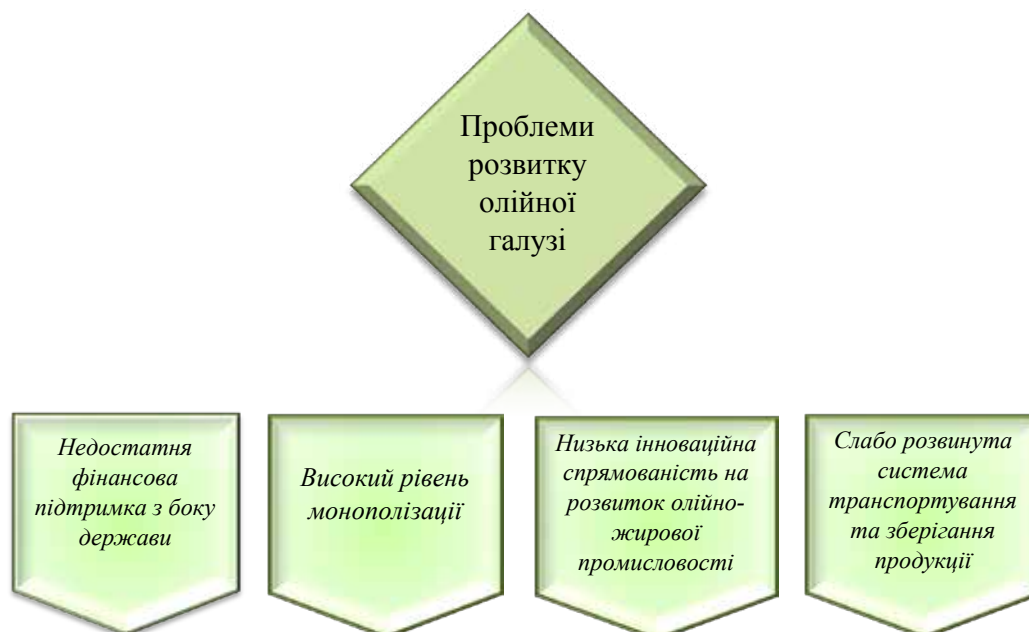 Проблеми
розвитку
олійної
галузі
Недостатня
фінансова
підтримка з боку
держави
Високий рівень
монополізації
Низька інноваційна
спрямованість на
розвиток олійно-
жирової
промисловості
Слабо розвинута
система
транспортування
та зберігання
продукції